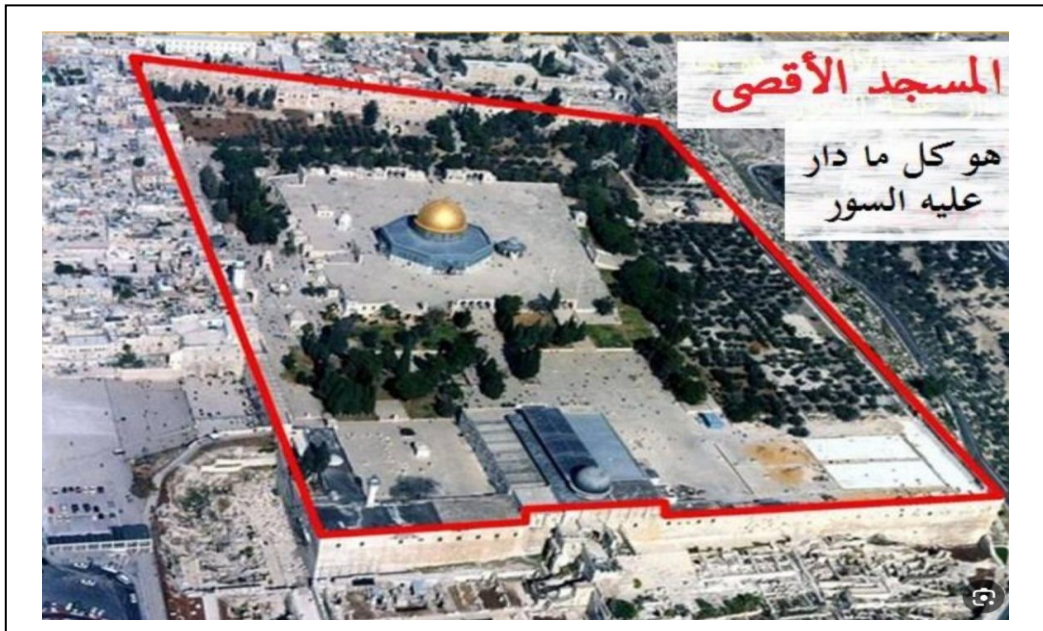 المسجد الأقصى
هو كل ما دار
عليه السور